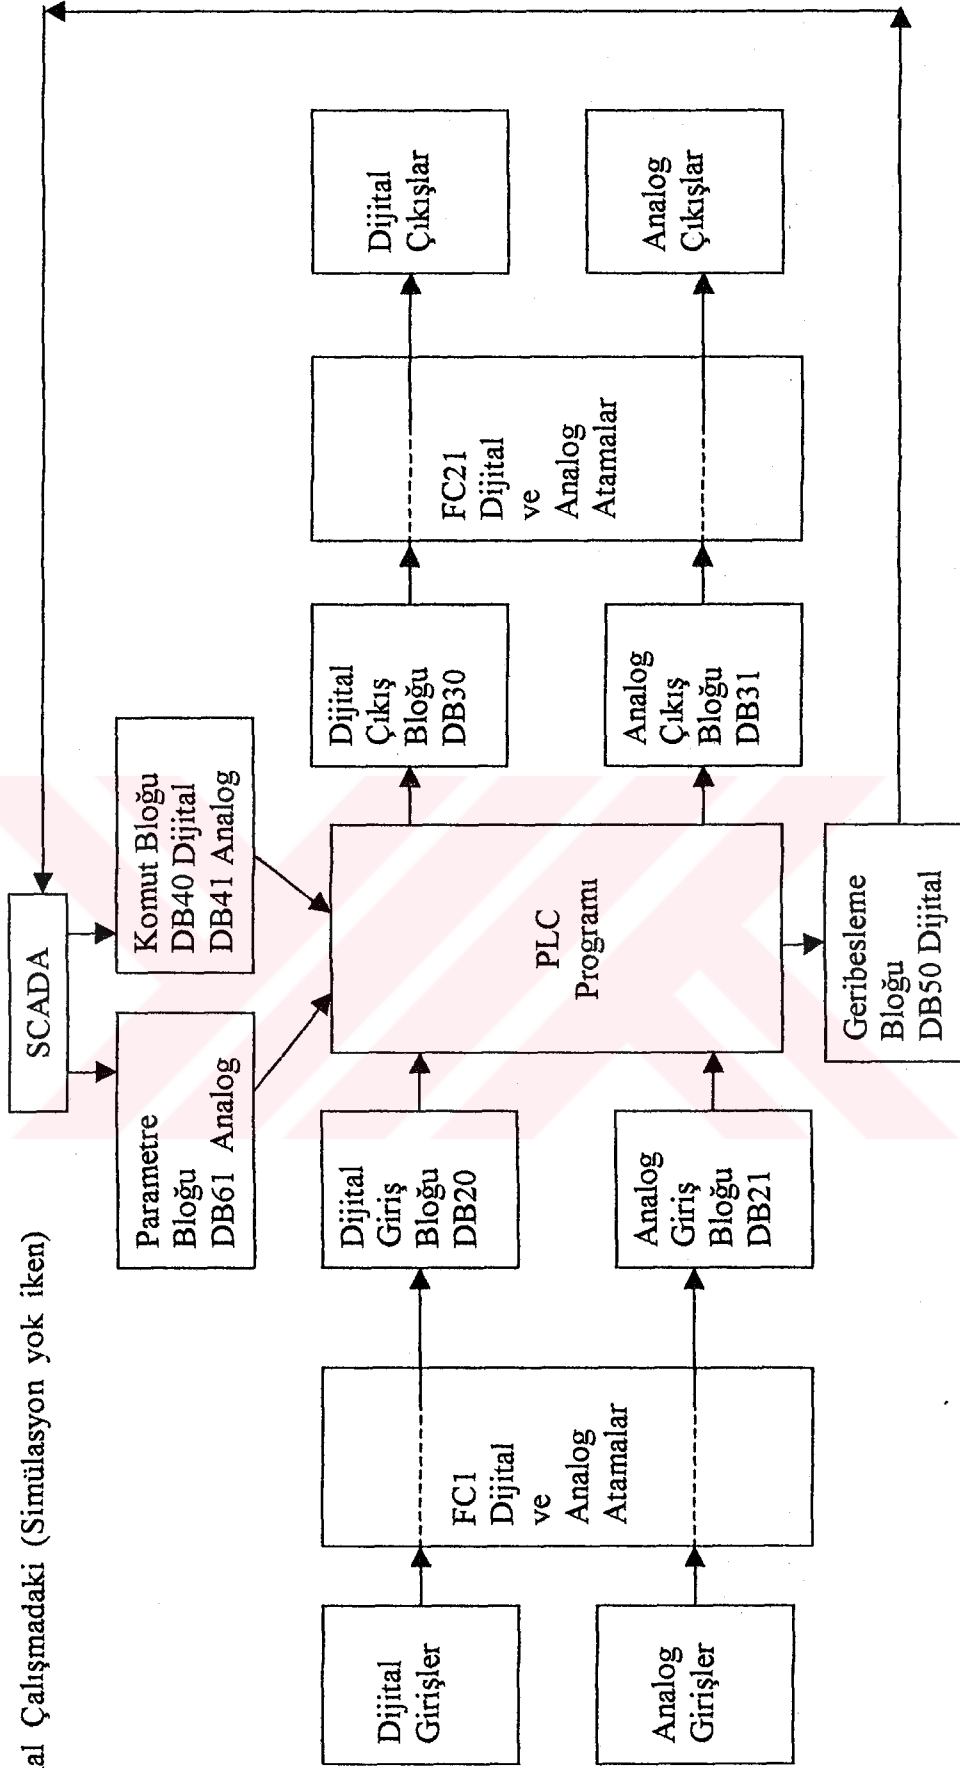 al Çalışmadaki (Simülasyon yok iken)
SCADA
Parametre
Bloğu
DB61 Analog
Komut Bloğu
DB40 Dijital
DB41 Analog
Dijital
Girişler
Analog
Girişler
FC1
Dijital
ve
Analog
Atamalar
Dijital
Giriş
Bloğu
DB20
Analog
Giriş
Bloğu
DB21
PLC
Programı
Dijital
Çıkış
Bloğu
DB30
Analog
Çıkış
Bloğu
DB31
FC21
Dijital
ve
Analog
Atamalar
Dijital
Çıkışlar
Analog
Çıkışlar
Geribesleme
Bloğu
DB50 Dijital